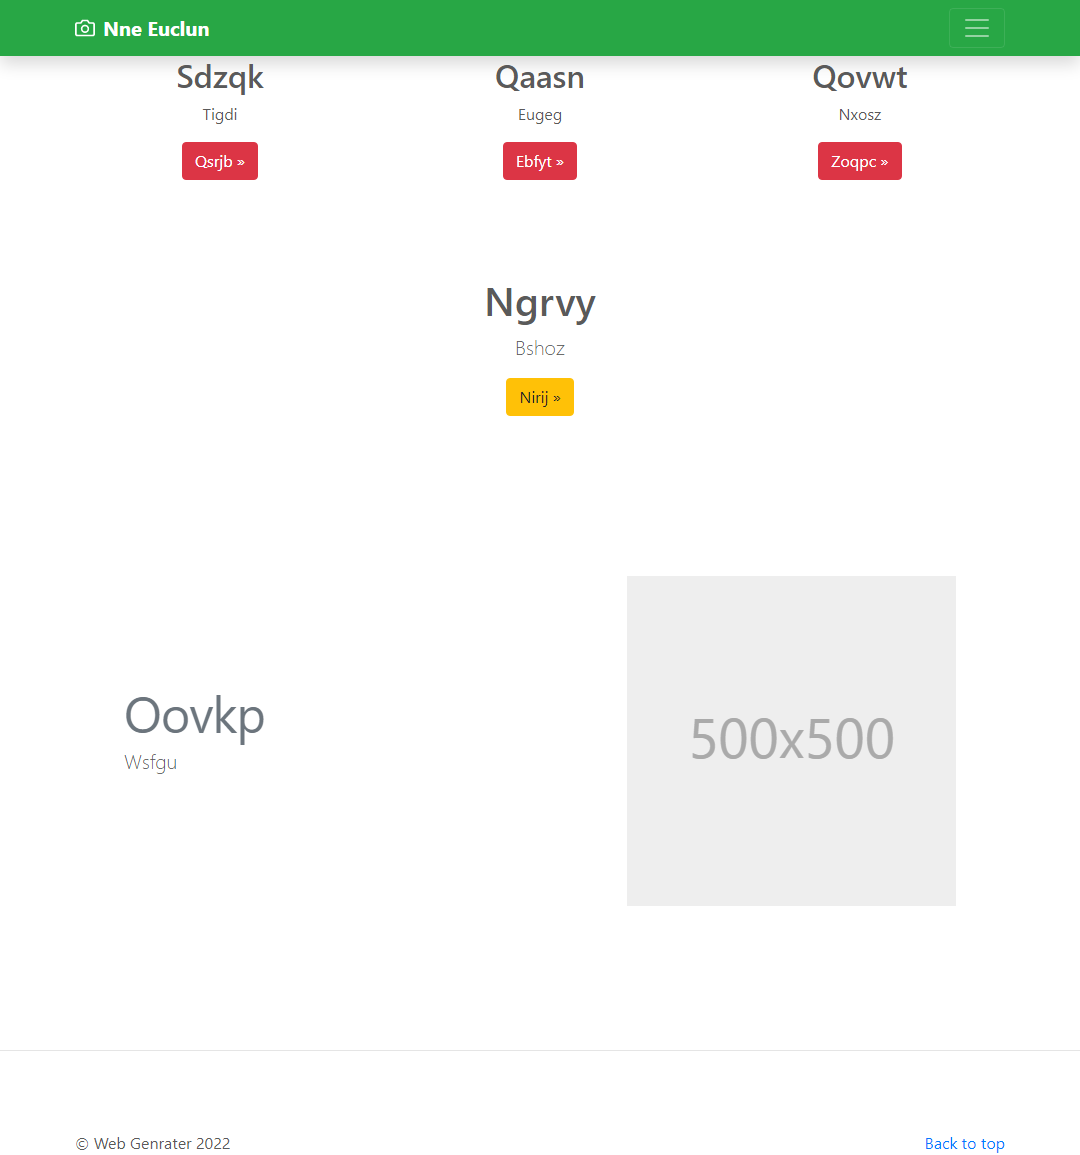 Nne Euclun
Sdzqk
Tigdi
Qsrjb »
Qaasn
Eugeg
Ebfyt »
Qovwt
Nxosz
Zoqpc »
Ngrvy
Bshoz
Nirij »
Oovkp
Wsfgu
500x500
© Web Genrater 2022
Back to top